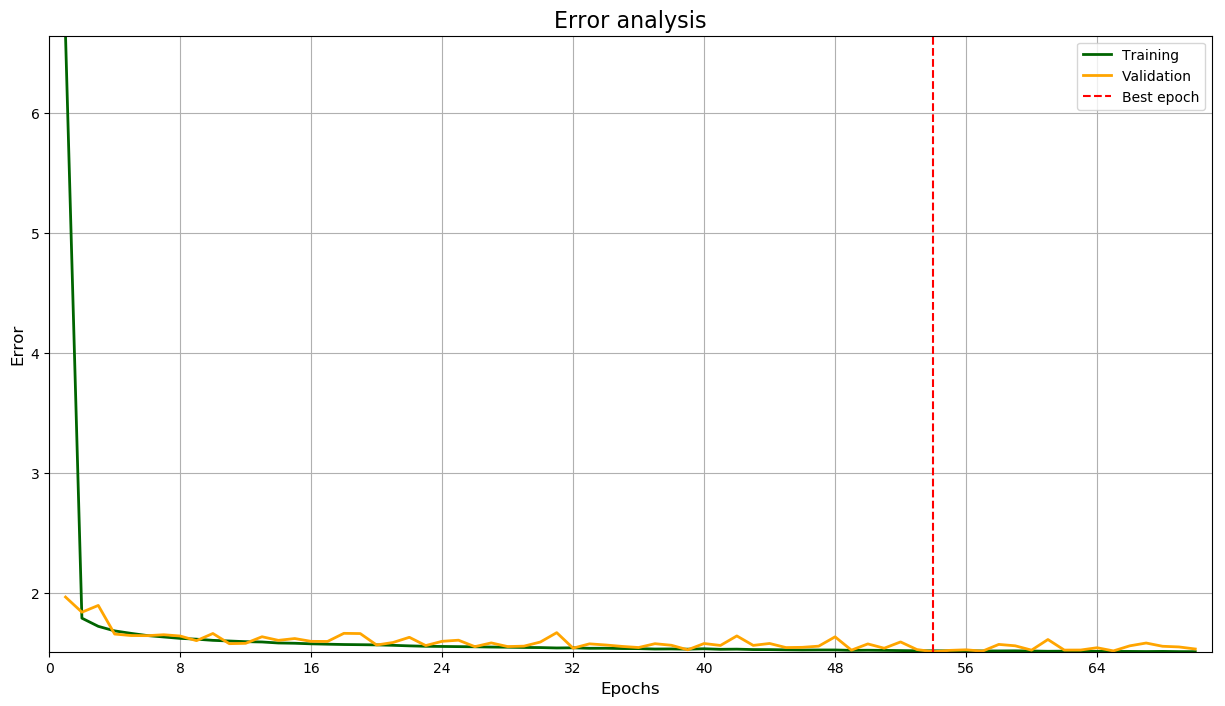 Error analysis
Training
Validation
Best epoch
Error
6
5
4
3
2
0 8 16 24 32 40 48 56 64
Epochs